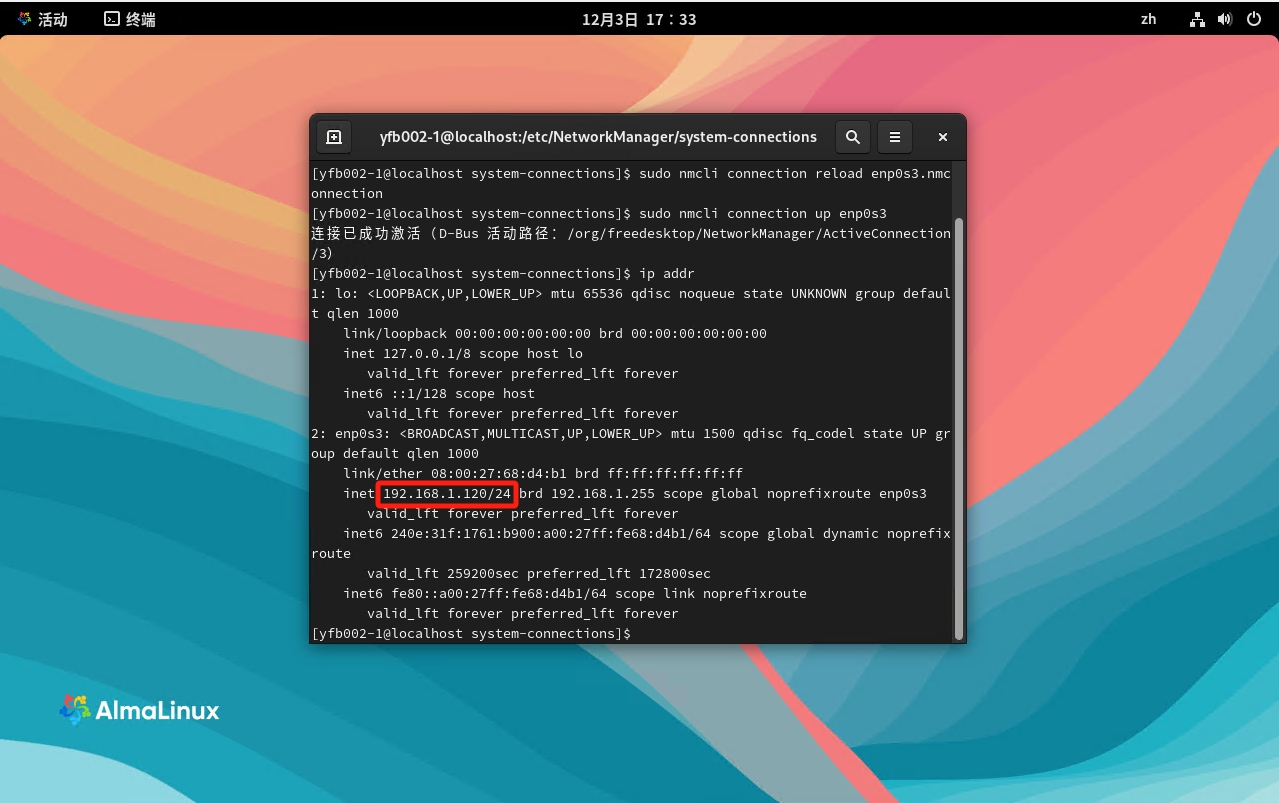 活动 终端 12月3日 17：33 zh
yfb002-1@localhost:/etc/NetworkManager/system-connections
[yfb002-1@localhost system-connections]$ sudo nmcli connection reload enp0s3.nmc
onnection
[yfb002-1@localhost system-connections]$ sudo nmcli connection up enp0s3
连接已成功激活（D-Bus 活动路径：/org/freedesktop/NetworkManager/ActiveConnection
/3）
[yfb002-1@localhost system-connections]$ ip addr
1: lo: <LOOPBACK,UP,LOWER_UP> mtu 65536 qdisc noqueue state UNKNOWN group defaul
t qlen 1000
link/loopback 00:00:00:00:00:00 brd 00:00:00:00:00:00
inet 127.0.0.1/8 scope host lo
valid_lft forever preferred_lft forever
inet6 ::1/128 scope host
valid_lft forever preferred_lft forever
2: enp0s3: <BROADCAST,MULTICAST,UP,LOWER_UP> mtu 1500 qdisc fq_codel state UP gr
oup default qlen 1000
link/ether 08:00:27:68:d4:b1 brd ff:ff:ff:ff:ff:ff
inet 192.168.1.120/24 brd 192.168.1.255 scope global noprefixroute enp0s3
valid_lft forever preferred_lft forever
inet6 240e:31f:1761:b900:a00:27ff:fe68:d4b1/64 scope global dynamic noprefix
route
valid_lft 259200sec preferred_lft 172800sec
inet6 fe80::a00:27ff:fe68:d4b1/64 scope link noprefixroute
valid_lft forever preferred_lft forever
[yfb002-1@localhost system-connections]$
AlmaLinux